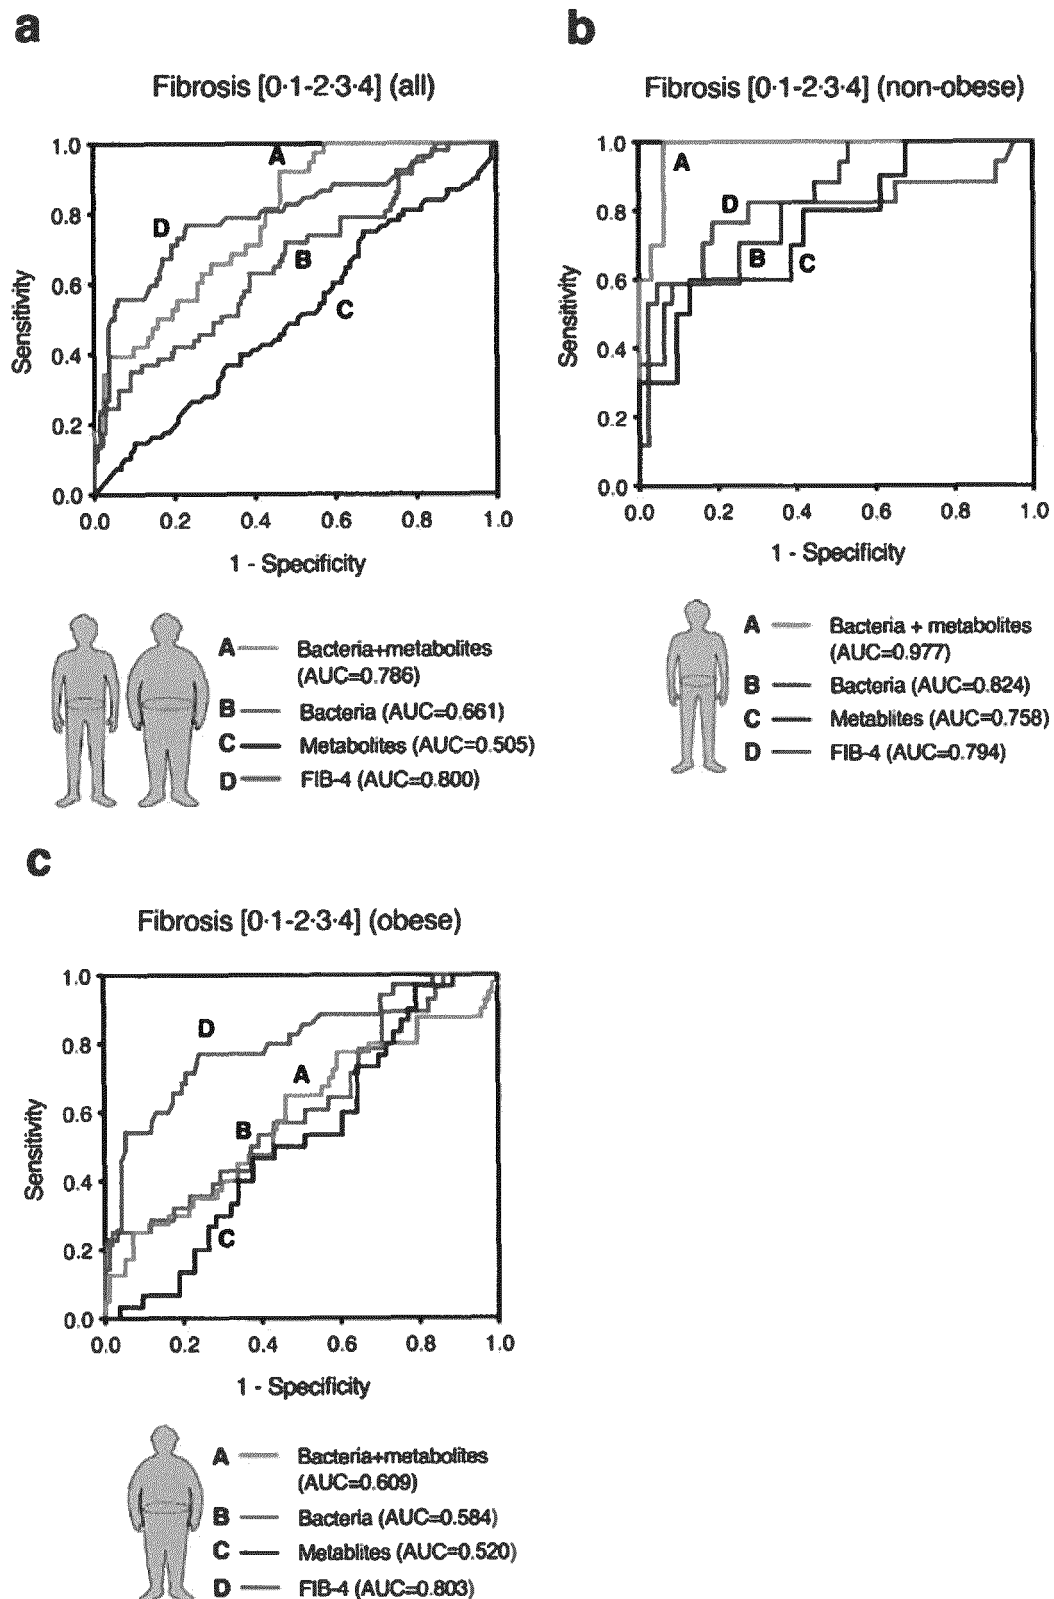 a
Fibrosis [0·1-2·3·4] (all)
1.0
0.8
0.6
0.4
0.2
0.0
Sensitivity
A
D
B
C
0.0 0.2 0.4 0.6 0.8 1.0
1 - Specificity
A Bacteria+metabolites
(AUC=0.786)
B Bacteria (AUC=0.661)
C Metabolites (AUC=0.505)
D FIB-4 (AUC=0.800)
b
Fibrosis [0·1-2·3·4] (non-obese)
1.0
0.8
0.6
0.4
0.2
0.0
Sensitivity
A
D
B
C
0.0 0.2 0.4 0.6 0.8 1.0
1 - Specificity
A Bacteria + metabolites
(AUC=0.977)
B Bacteria (AUC=0.824)
C Metablites (AUC=0.758)
D FIB-4 (AUC=0.794)
c
Fibrosis [0·1-2·3·4] (obese)
1.0
0.8
0.6
0.4
0.2
0.0
Sensitivity
D
A
B
C
0.0 0.2 0.4 0.6 0.8 1.0
1 - Specificity
A Bacteria+metabolites
(AUC=0.609)
B Bacteria (AUC=0.584)
C Metablites (AUC=0.520)
D FIB-4 (AUC=0.803)